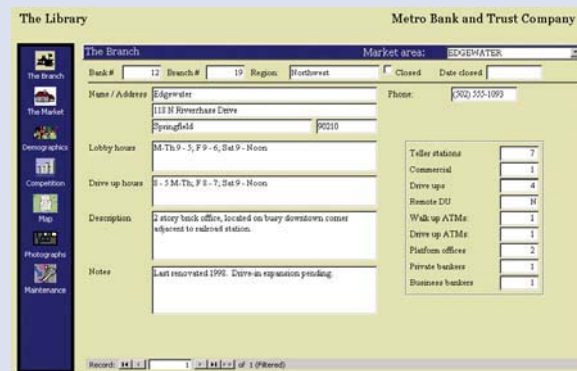 The Library
Metro Bank and Trust Company
The Branch
Market area: EDGEWATER
Bank # 12 Branch # 19 Region: Northwest Closed Date closed
Name / Address Edgewater
Phone: (502) 555-1093
118 N Riverchase Drive
Springfield 90210
Lobby hours M-Th 9 - 5; F 9 - 6; Sat 9 - Noon
Drive up hours 8 - 5 M-Th; F 8 - 7; Sat 9 - Noon
Description 2 story brick office, located on busy downtown corner
adjacent to railroad station.
Notes Last renovated 1998. Drive-in expansion pending.
Teller stations 7
Commercial 1
Drive ups 4
Remote DU N
Walk up ATMs: 1
Drive up ATMs: 1
Platform offices 2
Private bankers 1
Business bankers 1
The Branch
The Market
Demographics
Competition
Map
Photographs
Maintenance
Record: 1 of 1 (Filtered)